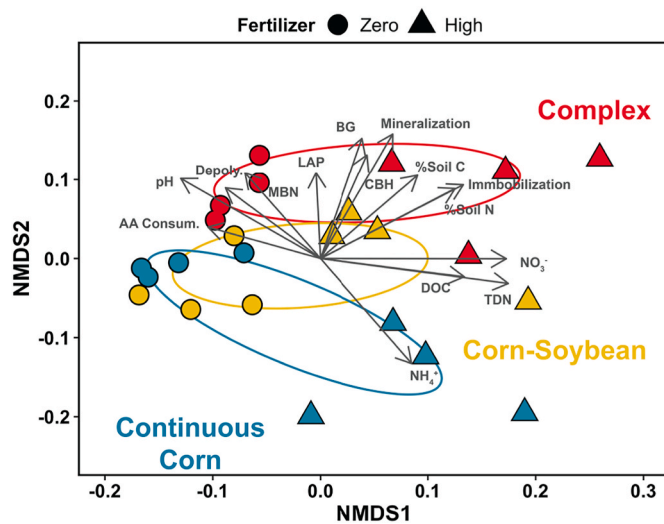 Fertilizer Zero High
Complex
BG Mineralization
Depoly. LAP %Soil C
pH MBN CBH Immobilization
%Soil N
AA Consum.
NO₃⁻
DOC
TDN
Corn-Soybean
NH₄⁺
Continuous
Corn
NMDS2
0.2
0.1
0.0
-0.1
-0.2
-0.2 -0.1 0.0 0.1 0.2 0.3
NMDS1